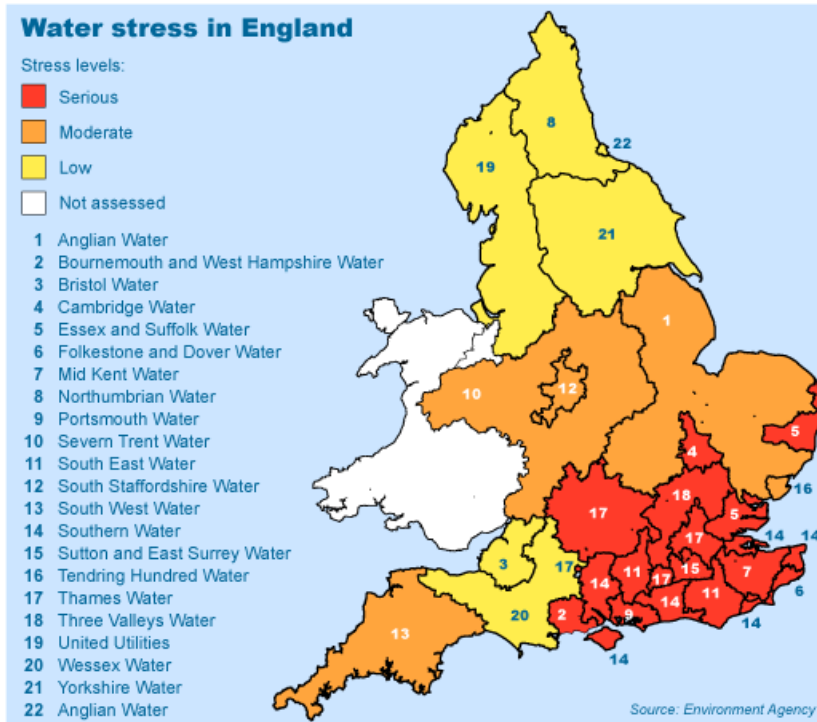 Water stress in England
Stress levels:
Serious
Moderate
Low
Not assessed
1 Anglian Water
2 Bournemouth and West Hampshire Water
3 Bristol Water
4 Cambridge Water
5 Essex and Suffolk Water
6 Folkestone and Dover Water
7 Mid Kent Water
8 Northumbrian Water
9 Portsmouth Water
10 Severn Trent Water
11 South East Water
12 South Staffordshire Water
13 South West Water
14 Southern Water
15 Sutton and East Surrey Water
16 Tendring Hundred Water
17 Thames Water
18 Three Valleys Water
19 United Utilities
20 Wessex Water
21 Yorkshire Water
22 Anglian Water
8
22
19
21
1
10
12
5
4
16
18
17
5
14 14
17
3
17
15
7
14
11
17
6
2
9
14
11
20
14
13
14
Source: Environment Agency